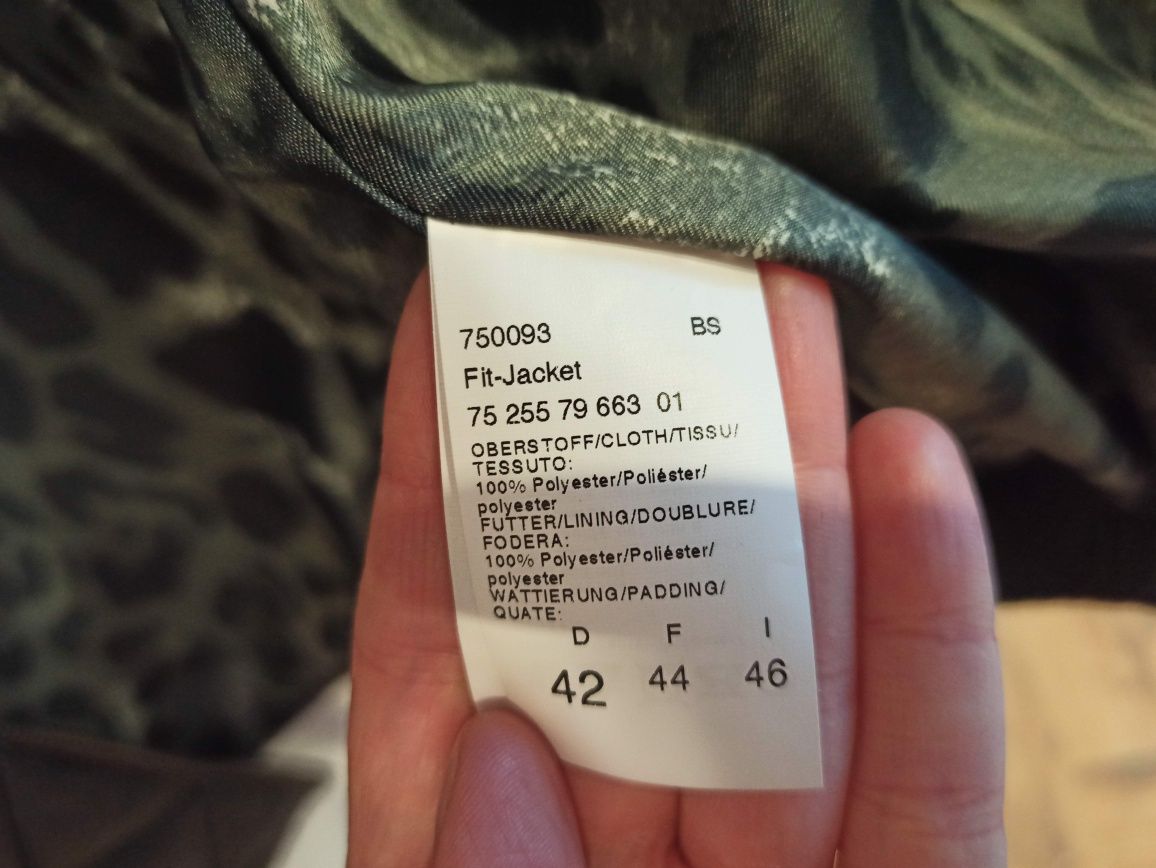 750093 BS
Fit-Jacket
75 255 79 663 01
OBERSTOFF/CLOTH/TISSU/
TESSUTO:
100% Polyester/Poliéster/
polyester
FUTTER/LINING/DOUBLURE/
FODERA:
100% Polyester/Poliéster/
polyester
WATTIERUNG/PADDING/
QUATE:
D F I
42 44 46